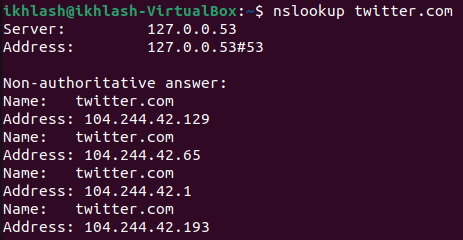 ikhlash@ikhlash-VirtualBox:~$ nslookup twitter.com
Server:         127.0.0.53
Address:        127.0.0.53#53

Non-authoritative answer:
Name:   twitter.com
Address: 104.244.42.129
Name:   twitter.com
Address: 104.244.42.65
Name:   twitter.com
Address: 104.244.42.1
Name:   twitter.com
Address: 104.244.42.193